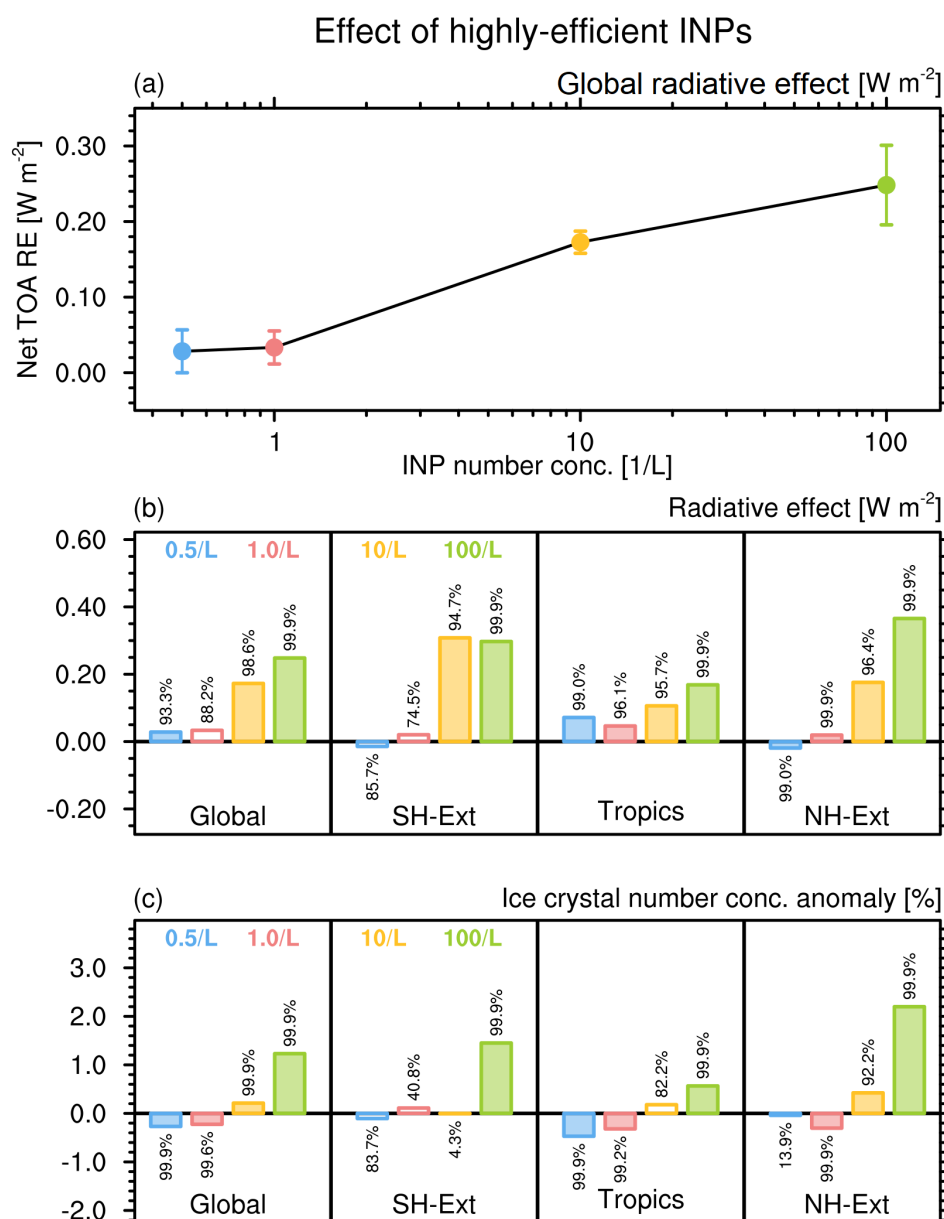 Effect of highly-efficient INPs
(a) Global radiative effect [W m-2]
Net TOA RE [W m-2]
0.30
0.20
0.10
0.00
1 10 100
INP number conc. [1/L]
(b) Radiative effect [W m-2]
0.60
0.40
0.20
0.00
-0.20
0.5/L 1.0/L 10/L 100/L
93.3% 88.2% 98.6% 99.9%
85.7% 74.5% 94.7% 99.9%
99.0% 96.1% 95.7% 99.9%
99.0% 99.9% 96.4% 99.9%
Global SH-Ext Tropics NH-Ext
(c) Ice crystal number conc. anomaly [%]
3.0
2.0
1.0
0.0
-1.0
-2.0
0.5/L 1.0/L 10/L 100/L
99.9% 99.6% 99.9% 99.9%
83.7% 40.8% 4.3% 99.9%
99.9% 99.2% 82.2% 99.9%
13.9% 99.9% 92.2% 99.9%
Global SH-Ext Tropics NH-Ext